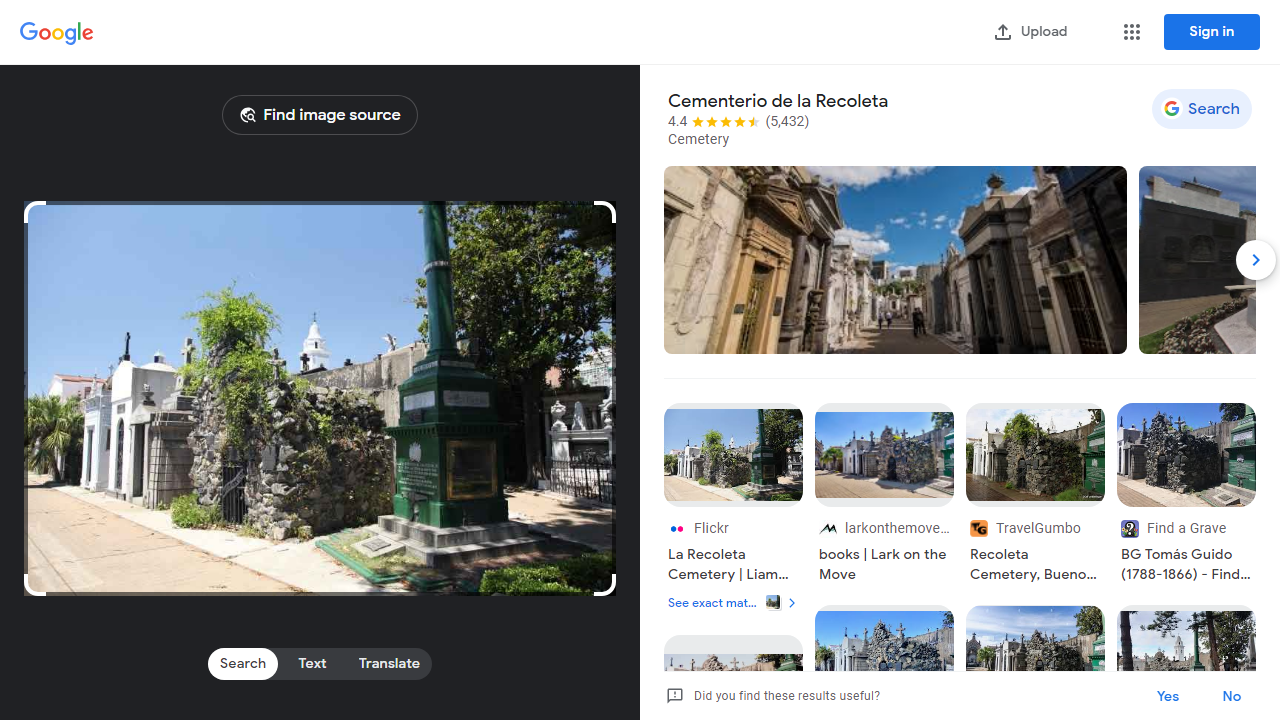 Google
Upload
Sign in
Find image source
Search
Text
Translate
Cementerio de la Recoleta
4.4 (5,432)
Cemetery
Search
Flickr
La Recoleta
Cemetery | Liam...
See exact mat...
larkonthemove...
books | Lark on the
Move
TravelGumbo
Recoleta
Cemetery, Bueno...
Find a Grave
BG Tomás Guido
(1788-1866) - Find...
Did you find these results useful?
Yes
No